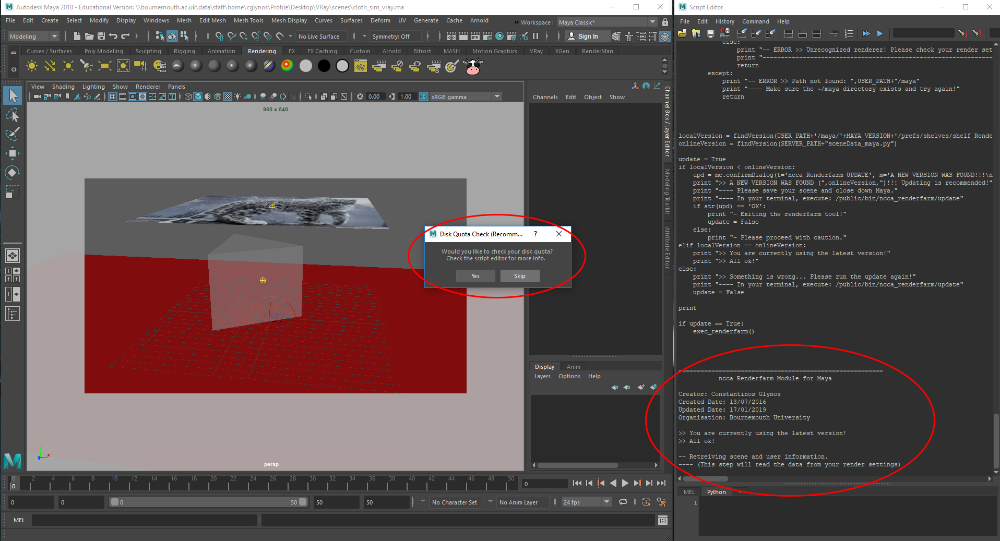 Autodesk Maya 2018 - Educational Version: \\bournemouth.ac.uk\data\staff\home\cglynos\Profile\Desktop\VRay\scenes\cloth_sim_vray.ma
File Edit Create Select Modify Display Windows Mesh Edit Mesh Mesh Tools Mesh Display Curves Surfaces Deform UV Generate Cache Arnold
Workspace : Maya Classic*
Modeling
No Live Surface
Symmetry: Off
Sign In
Curves / Surfaces Poly Modeling Sculpting Rigging Animation Rendering FX FX Caching Custom Arnold Bifrost MASH Motion Graphics VRay XGen RenderMan
View Shading Lighting Show Renderer Panels
0.00 1.00 sRGB gamma
960 x 540
persp
Channels Edit Object Show
Channel Box / Layer Editor
Modeling Toolkit
Attribute Editor
Disk Quota Check (Recomm... ?
Would you like to check your disk quota?
Check the script editor for more info.
Yes Skip
Display Anim
Layers Options Help
0 2 4 6 8 10 12 14 16 18 20 22 24 26 28 30 32 34 36 38 40 42 44 46 48 50
0
0
0 0 0 50 50 50
No Character Set No Anim Layer 24 fps
MEL
Script Editor
File Edit History Command Help
else:
print "-- ERROR >> Unrecognized renderer! Please check your render set
print "---------------------------------------------------------------
return
except:
print "-- ERROR >> Path not found: ",USER_PATH+"/maya"
print "---- Make sure the ~/maya directory exists and try again!"
return
localVersion = findVersion(USER_PATH+'/maya/'+MAYA_VERSION+'/prefs/shelves/shelf_Rende
onlineVersion = findVersion(SERVER_PATH+"sceneData_maya.py")
update = True
if localVersion < onlineVersion:
upd = mc.confirmDialog(t='ncca Renderfarm UPDATE', m='A NEW VERSION WAS FOUND!!!\n
print ">> A NEW VERSION WAS FOUND (",onlineVersion,")!!! Updating is recommended!"
print "---- Please save your scene and close down Maya."
print "---- In your terminal, execute: /public/bin/ncca_renderfarm/update"
if str(upd) == 'OK':
print "- Exiting the renderfarm tool!"
update = False
else:
print "- Please proceed with caution."
elif localVersion == onlineVersion:
print ">> You are currently using the latest version!"
print ">> All ok!"
else:
print ">> Something is wrong... Please run the update again!"
print "---- In your terminal, execute: /public/bin/ncca_renderfarm/update"
update = False
print
if update == True:
exec_renderfarm()
========================================================
ncca Renderfarm Module for Maya
Creator: Constantinos Glynos
Created Date: 13/07/2016
Updated Date: 17/01/2019
Organisation: Bournemouth University
>> You are currently using the latest version!
>> All ok!
-- Retreiving scene and user information.
---- (This step will read the data from your render settings)
MEL Python
1